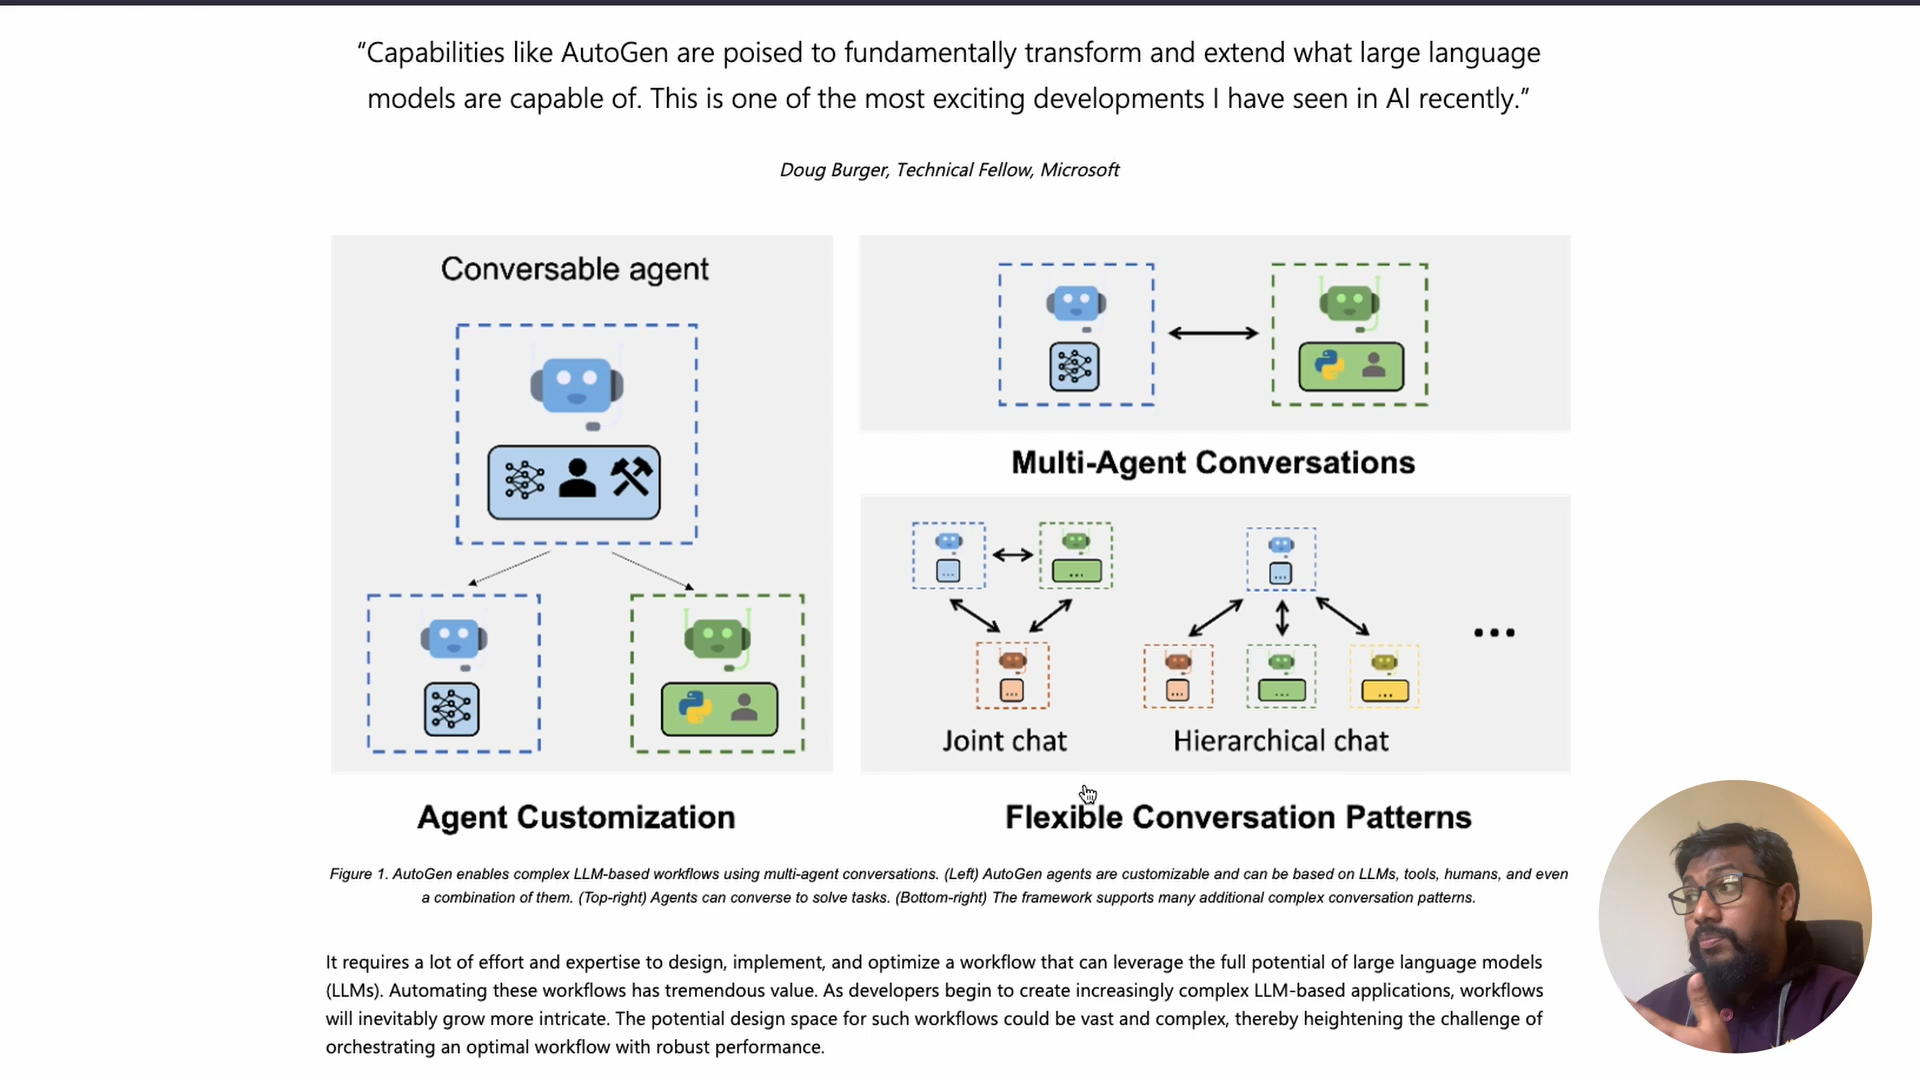 “Capabilities like AutoGen are poised to fundamentally transform and extend what large language
models are capable of. This is one of the most exciting developments I have seen in AI recently.”
Doug Burger, Technical Fellow, Microsoft
Conversable agent
Multi-Agent Conversations
...
...
...
...
...
...
...
...
Joint chat
Hierarchical chat
Agent Customization
Flexible Conversation Patterns
Figure 1. AutoGen enables complex LLM-based workflows using multi-agent conversations. (Left) AutoGen agents are customizable and can be based on LLMs, tools, humans, and even
a combination of them. (Top-right) Agents can converse to solve tasks. (Bottom-right) The framework supports many additional complex conversation patterns.
It requires a lot of effort and expertise to design, implement, and optimize a workflow that can leverage the full potential of large language models
(LLMs). Automating these workflows has tremendous value. As developers begin to create increasingly complex LLM-based applications, workflows
will inevitably grow more intricate. The potential design space for such workflows could be vast and complex, thereby heightening the challenge of
orchestrating an optimal workflow with robust performance.